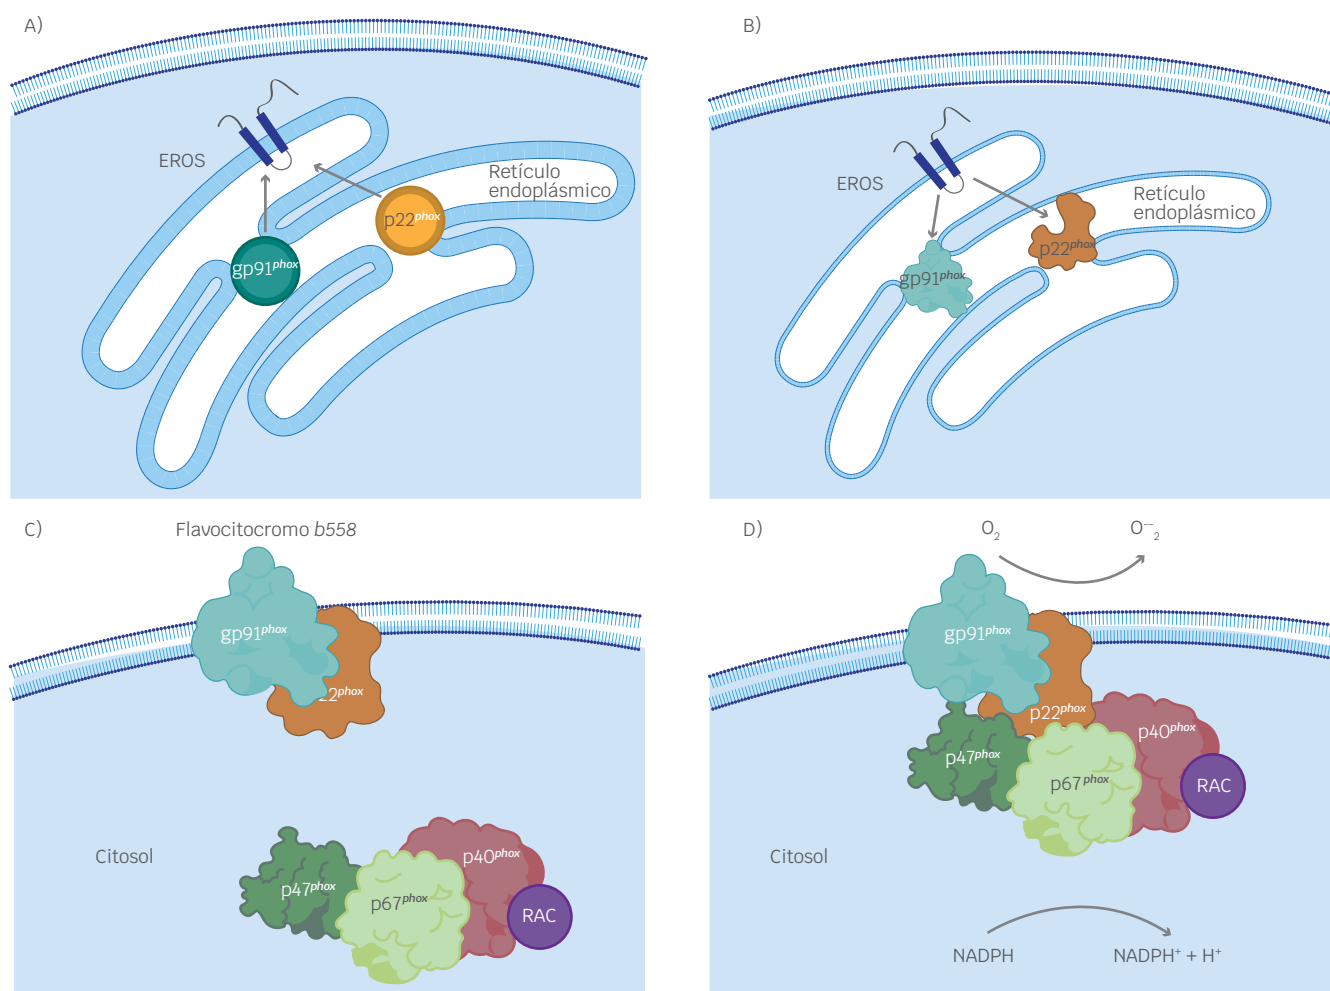 A)
EROS
Retículo
endoplásmico
p22phox
gp91phox
B)
EROS
Retículo
endoplásmico
p22phox
gp91phox
C)
Flavocitocromo b558
gp91phox
22phox
Citosol
p47phox
p67phox
p40phox
RAC
D)
O2
O–2
gp91phox
p22phox
p40phox
p47phox
p67phox
RAC
Citosol
NADPH
NADPH+ + H+